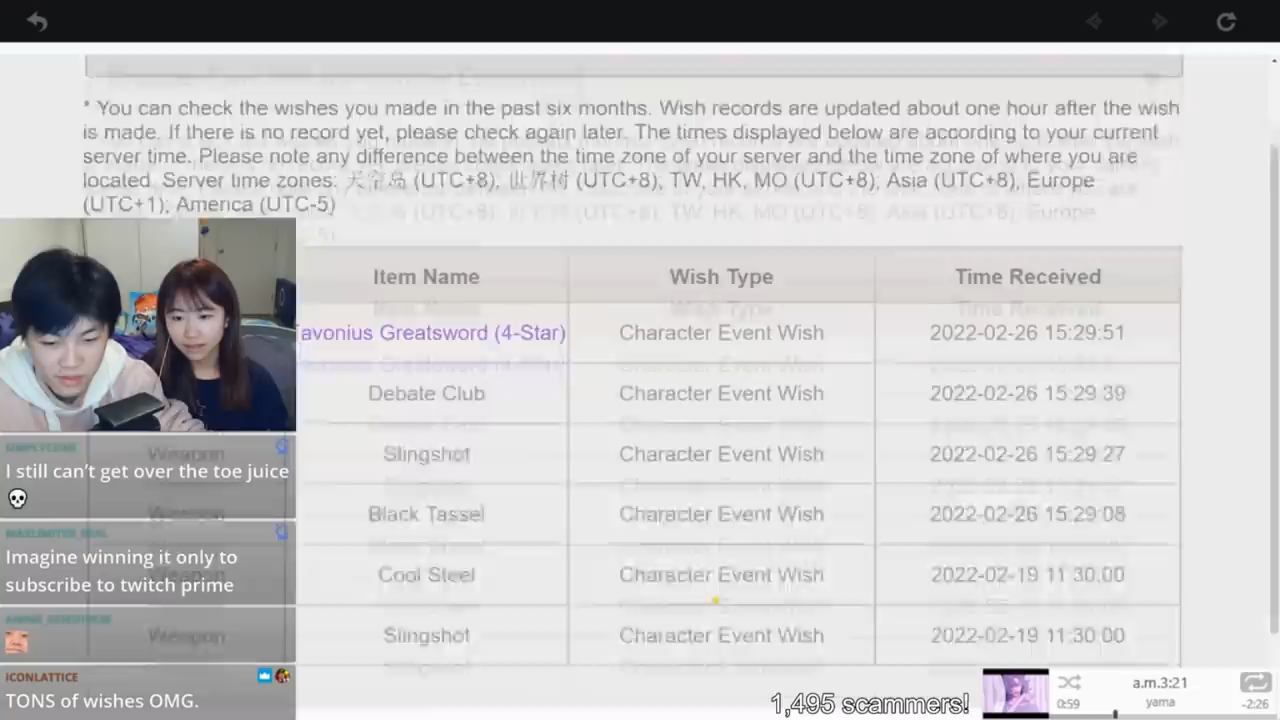 * You can check the wishes you made in the past six months. Wish records are updated about one hour after the wish
is made. If there is no record yet, please check again later. The times displayed below are according to your current
server time. Please note any difference between the time zone of your server and the time zone of where you are
located. Server time zones: 天空岛 (UTC+8), 世界树 (UTC+8), TW, HK, MO (UTC+8), Asia (UTC+8), Europe
(UTC+1), America (UTC-5)
Item Name Wish Type Time Received
avonius Greatsword (4-Star) Character Event Wish 2022-02-26 15:29:51
Debate Club Character Event Wish 2022-02-26 15:29:39
Weapon Slingshot Character Event Wish 2022-02-26 15:29:27
Weapon Black Tassel Character Event Wish 2022-02-26 15:29:08
Weapon Cool Steel Character Event Wish 2022-02-19 11:30:00
Weapon Slingshot Character Event Wish 2022-02-19 11:30:00
I still can't get over the toe juice
Imagine winning it only to
subscribe to twitch prime
ICONLATTICE
TONS of wishes OMG.
1,495 scammers!
a.m.3:21
yama
0:59
-2:26